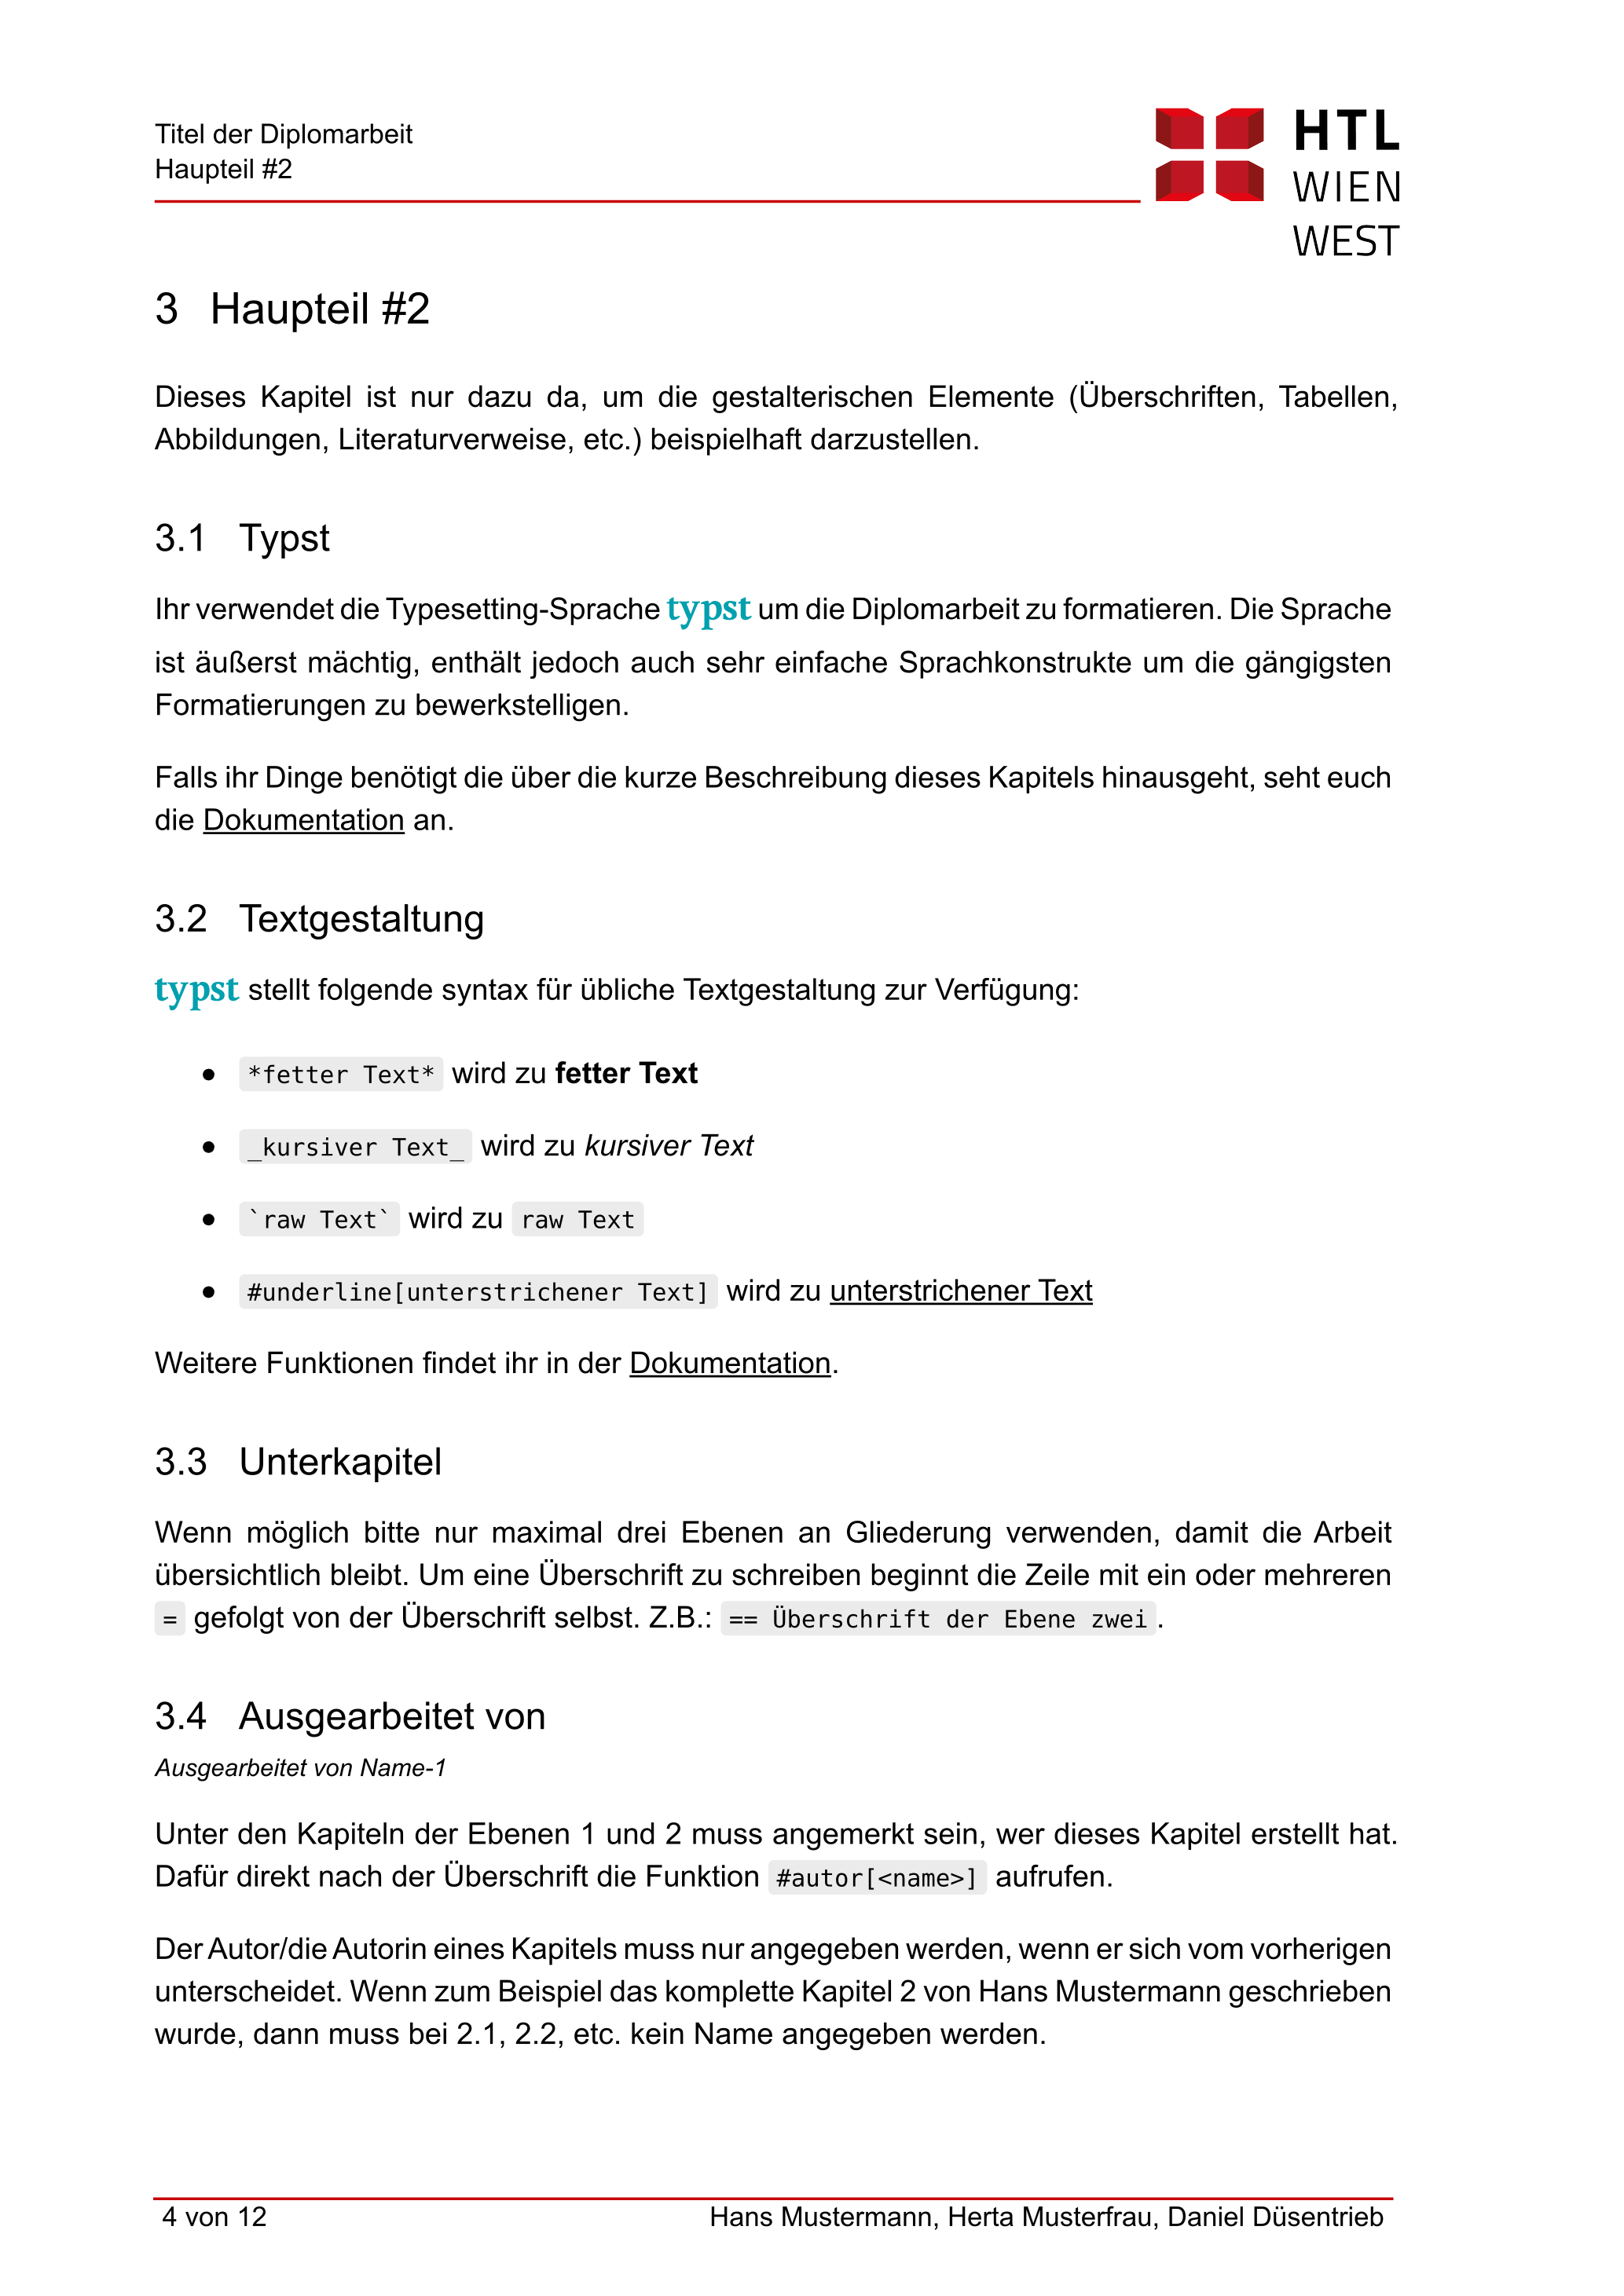 Titel der Diplomarbeit
Haupteil #2
HTL
WIEN
WEST
3 Haupteil #2
Dieses Kapitel ist nur dazu da, um die gestalterischen Elemente (Überschriften, Tabellen,
Abbildungen, Literaturverweise, etc.) beispielhaft darzustellen.
3.1 Typst
Ihr verwendet die Typesetting-Sprache typst um die Diplomarbeit zu formatieren. Die Sprache
ist äußerst mächtig, enthält jedoch auch sehr einfache Sprachkonstrukte um die gängigsten
Formatierungen zu bewerkstelligen.
Falls ihr Dinge benötigt die über die kurze Beschreibung dieses Kapitels hinausgeht, seht euch
die Dokumentation an.
3.2 Textgestaltung
typst stellt folgende syntax für übliche Textgestaltung zur Verfügung:
● *fetter Text* wird zu fetter Text
● _kursiver Text_ wird zu kursiver Text
● `raw Text` wird zu raw Text
● #underline[unterstrichener Text] wird zu unterstrichener Text
Weitere Funktionen findet ihr in der Dokumentation.
3.3 Unterkapitel
Wenn möglich bitte nur maximal drei Ebenen an Gliederung verwenden, damit die Arbeit
übersichtlich bleibt. Um eine Überschrift zu schreiben beginnt die Zeile mit ein oder mehreren
= gefolgt von der Überschrift selbst. Z.B.: == Überschrift der Ebene zwei.
3.4 Ausgearbeitet von
Ausgearbeitet von Name-1
Unter den Kapiteln der Ebenen 1 und 2 muss angemerkt sein, wer dieses Kapitel erstellt hat.
Dafür direkt nach der Überschrift die Funktion #autor[<name>] aufrufen.
Der Autor/die Autorin eines Kapitels muss nur angegeben werden, wenn er sich vom vorherigen
unterscheidet. Wenn zum Beispiel das komplette Kapitel 2 von Hans Mustermann geschrieben
wurde, dann muss bei 2.1, 2.2, etc. kein Name angegeben werden.
4 von 12 Hans Mustermann, Herta Musterfrau, Daniel Düsentrieb